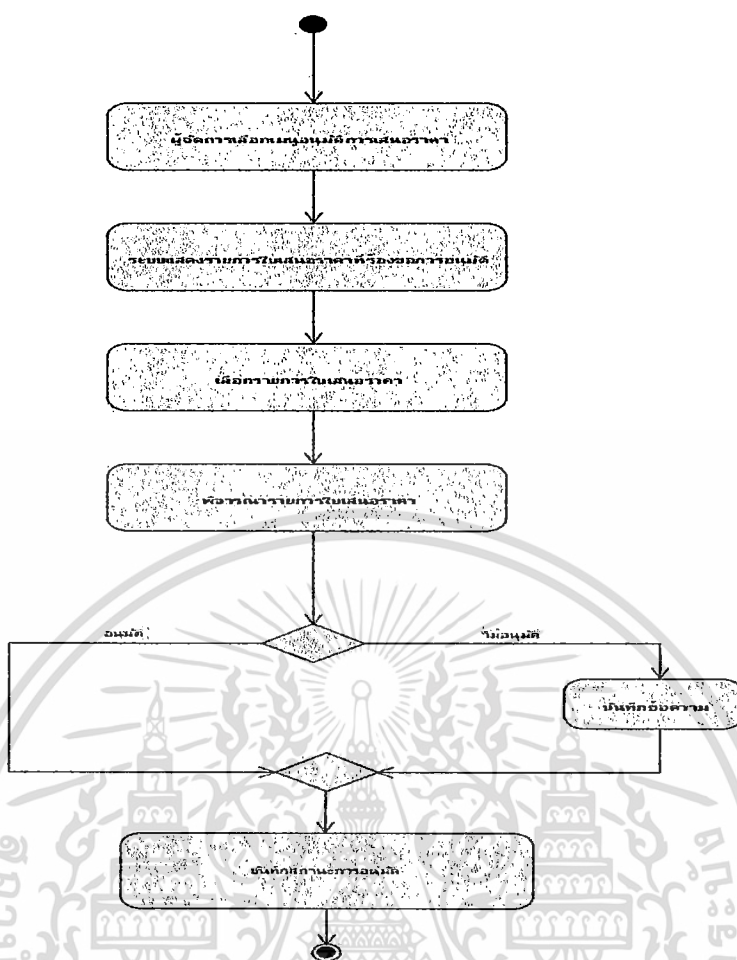 ผู้จัดการเลือกเมนูอนุมัติการเสนอราคา
ระบบแสดงรายการใบเสนอราคาที่ร้องขอการอนุมัติ
เลือกรายการใบเสนอราคา
พิจารณารายการใบเสนอราคา
อนุมัติ
ไม่อนุมัติ
บันทึกข้อความ
บันทึกสถานะการอนุมัติ